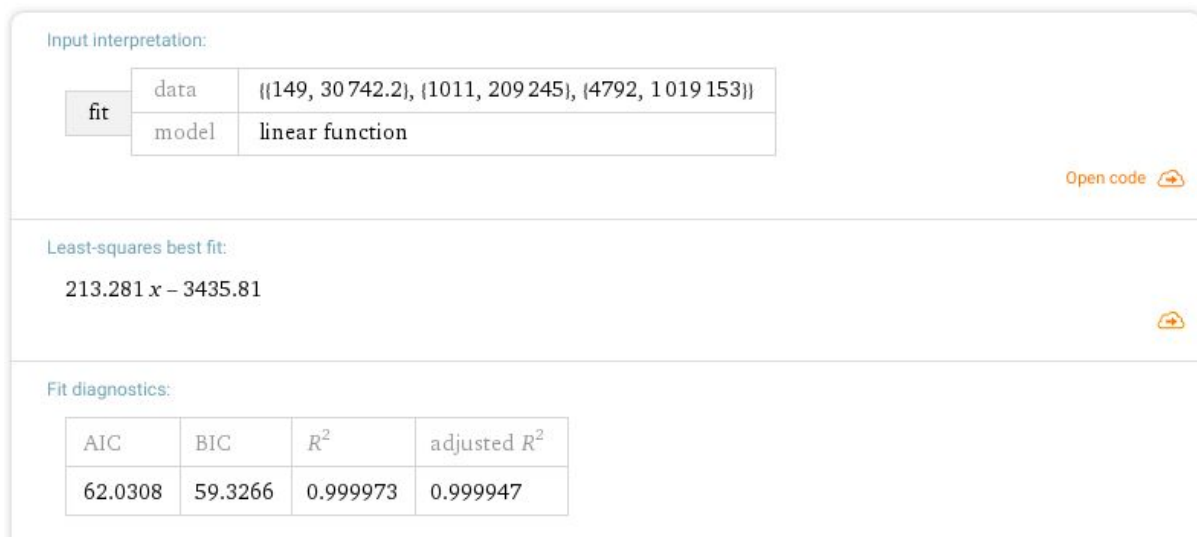 Input interpretation:
fit
data {{149, 30 742.2}, {1011, 209 245}, {4792, 1 019 153}}
model linear function
Open code
Least-squares best fit:
213.281 x – 3435.81
Fit diagnostics:
AIC BIC R² adjusted R²
62.0308 59.3266 0.999973 0.999947